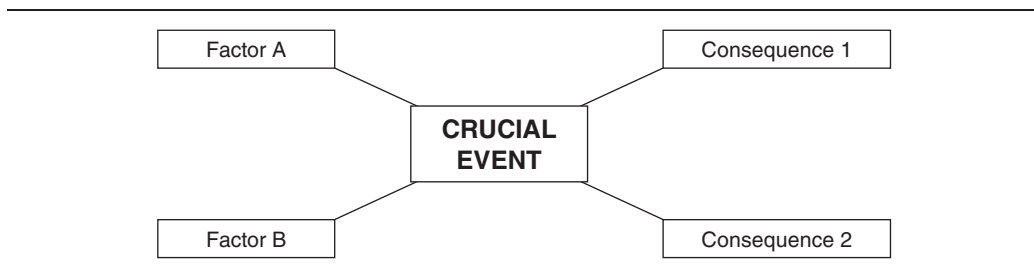 Factor A
Consequence 1
CRUCIAL
EVENT
Factor B
Consequence 2